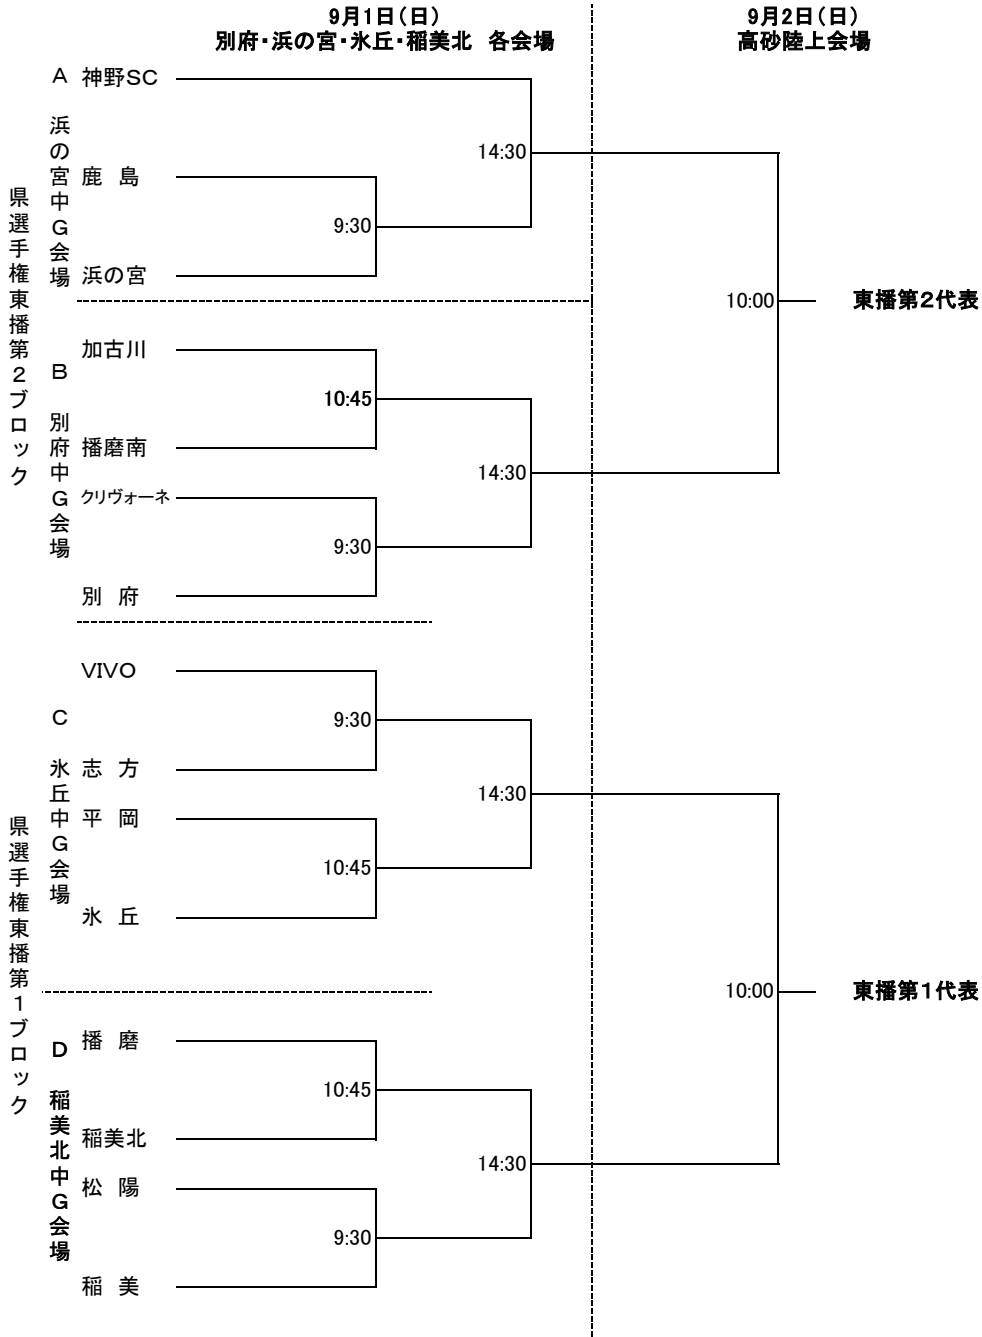 9月1日(日)
別府・浜の宮・氷丘・稲美北 各会場
9月2日(日)
高砂陸上会場
県選手権東播第2ブロック
A 浜の宮中G会場
神野SC
14:30
鹿 島
9:30
浜の宮
10:00
東播第2代表
B 別府中G会場
加古川
10:45
播磨南
14:30
クリヴォーネ
9:30
別 府
県選手権東播第1ブロック
C 氷丘中G会場
VIVO
9:30
志 方
14:30
平 岡
10:45
氷 丘
10:00
東播第1代表
D 稲美北中G会場
播 磨
10:45
稲美北
14:30
松 陽
9:30
稲 美